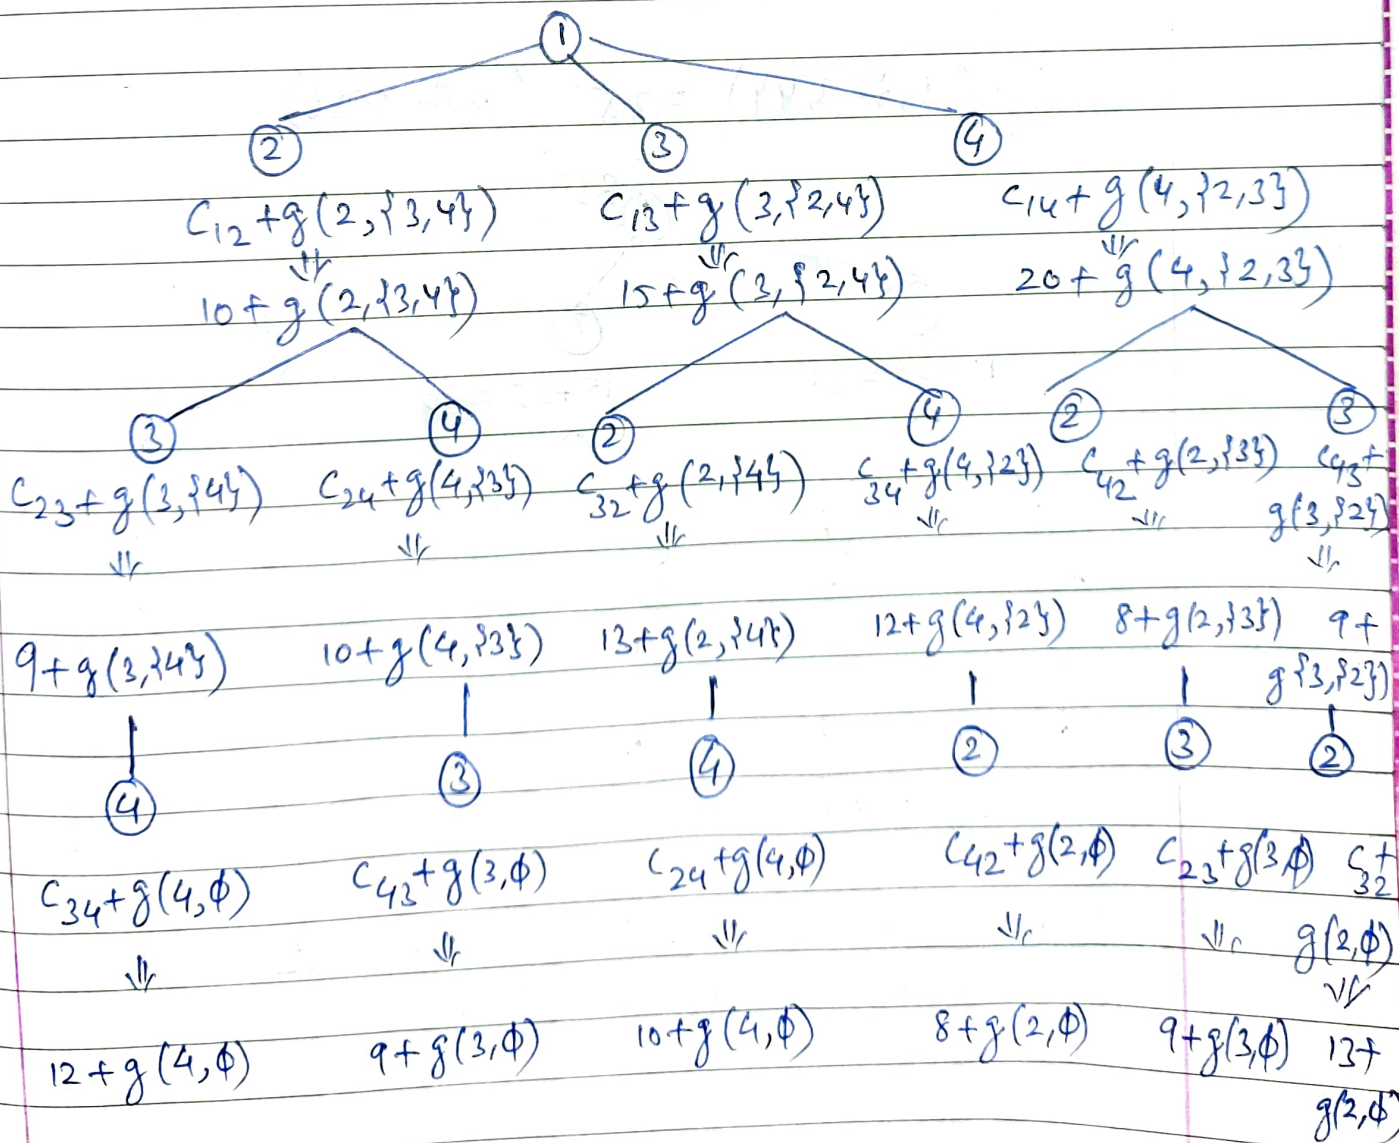 1
2 3 4
C12 + g(2,{3,4}) C13 + g(3,{2,4}) C14 + g(4,{2,3})
⇓ ⇓ ⇓
10 + g(2,{3,4}) 15 + g(3,{2,4}) 20 + g(4,{2,3})
3 4 2 4 2 3
C23 + g(3,{4}) C24 + g(4,{3}) C32 + g(2,{4}) C34 + g(4,{2}) C42 + g(2,{3}) C43 +
g(3,{2})
⇓ ⇓ ⇓ ⇓ ⇓ ⇓
9 + g(3,{4}) 10 + g(4,{3}) 13 + g(2,{4}) 12 + g(4,{2}) 8 + g(2,{3}) 9 +
g{3,{2})
4 3 4 2 3 2
C34 + g(4,ϕ) C43 + g(3,ϕ) C24 + g(4,ϕ) C42 + g(2,ϕ) C23 + g(3,ϕ) C32 +
g(2,ϕ)
⇓ ⇓ ⇓ ⇓ ⇓ ⇓
12 + g(4,ϕ) 9 + g(3,ϕ) 10 + g(4,ϕ) 8 + g(2,ϕ) 9 + g(3,ϕ) 13 +
g(2,ϕ)